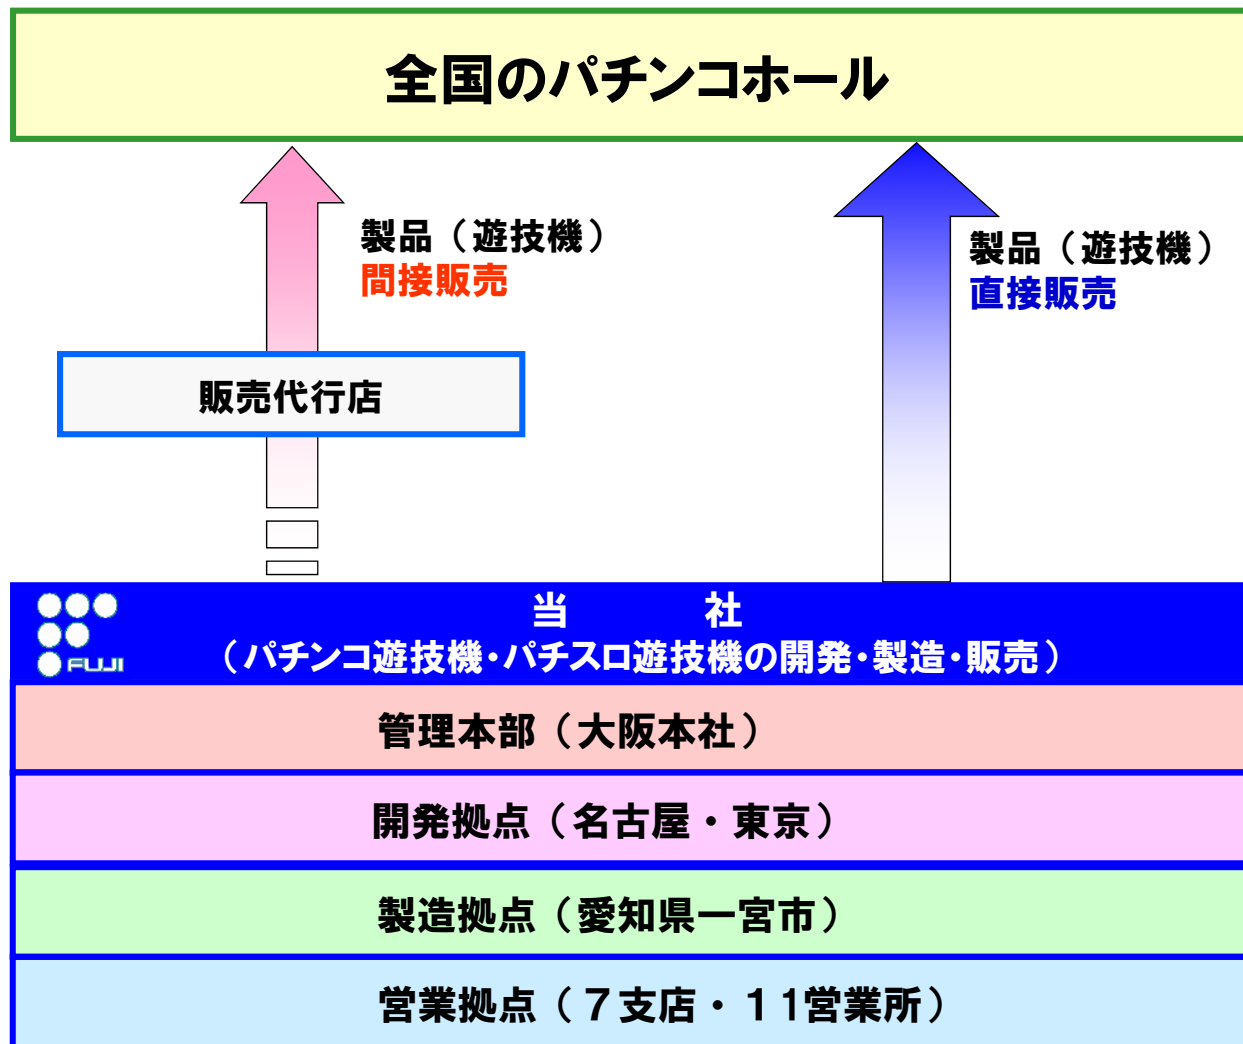 全国のパチンコホール
製品（遊技機）
間接販売
製品（遊技機）
直接販売
販売代行店
当　　　社
FUJI
（パチンコ遊技機・パチスロ遊技機の開発・製造・販売）
管理本部（大阪本社）
開発拠点（名古屋・東京）
製造拠点（愛知県一宮市）
営業拠点（７支店・１1営業所）